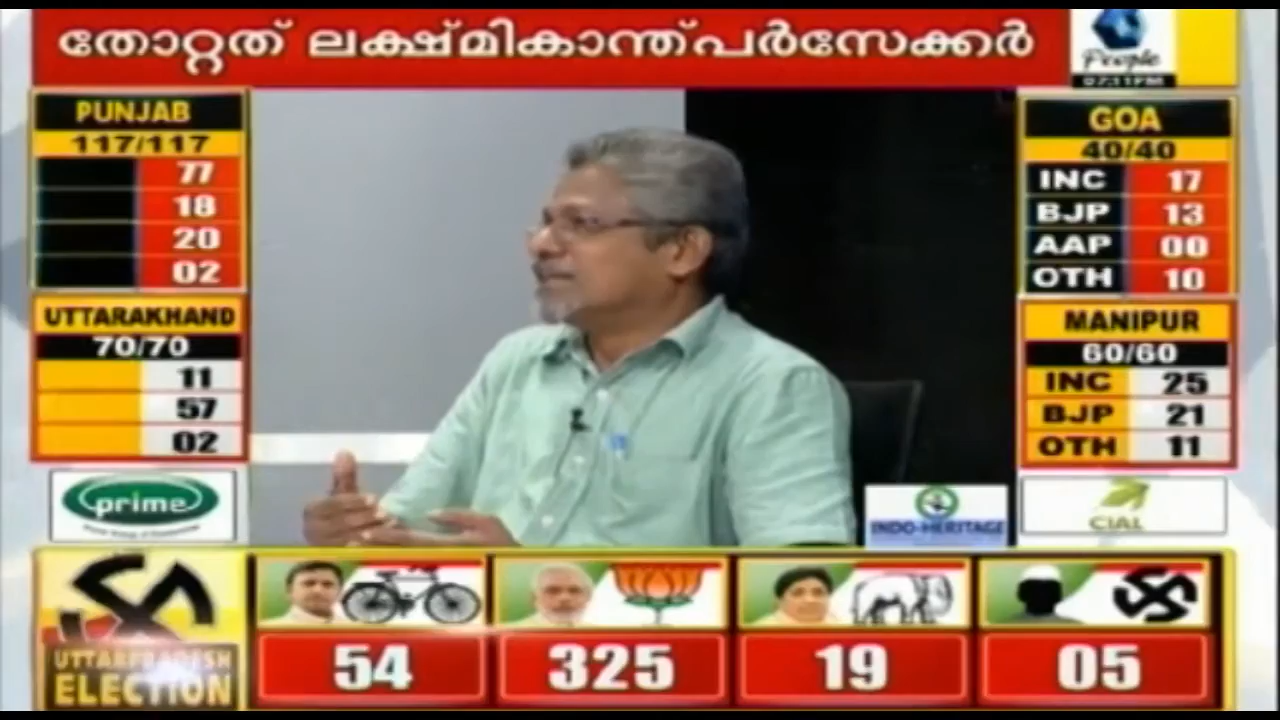 തോറ്റത് ലക്ഷ്മികാന്ത്പർസേക്കർ
People
07:11PM
PUNJAB
117/117
77
18
20
02
UTTARAKHAND
70/70
11
57
02
prime
GOA
40/40
INC 17
BJP 13
AAP 00
OTH 10
MANIPUR
60/60
INC 25
BJP 21
OTH 11
INDO-HERITAGE
CIAL
UTTARPRADESH
ELECTION
54 325 19 05